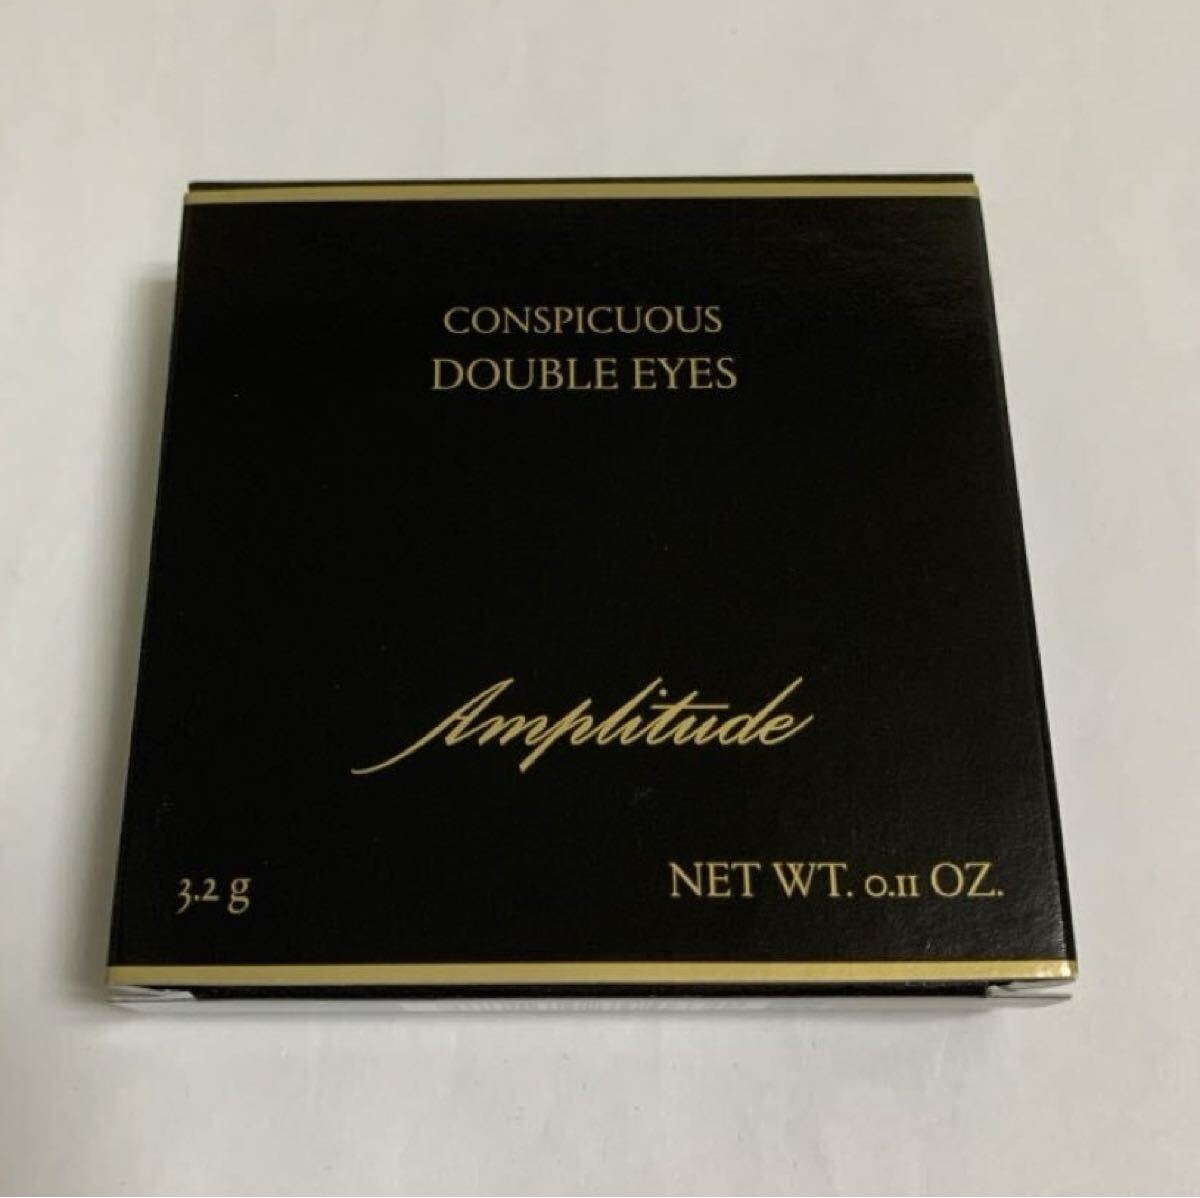 CONSPICUOUS
DOUBLE EYES
Amplitude
3.2 g
NET WT. 0.11 OZ.